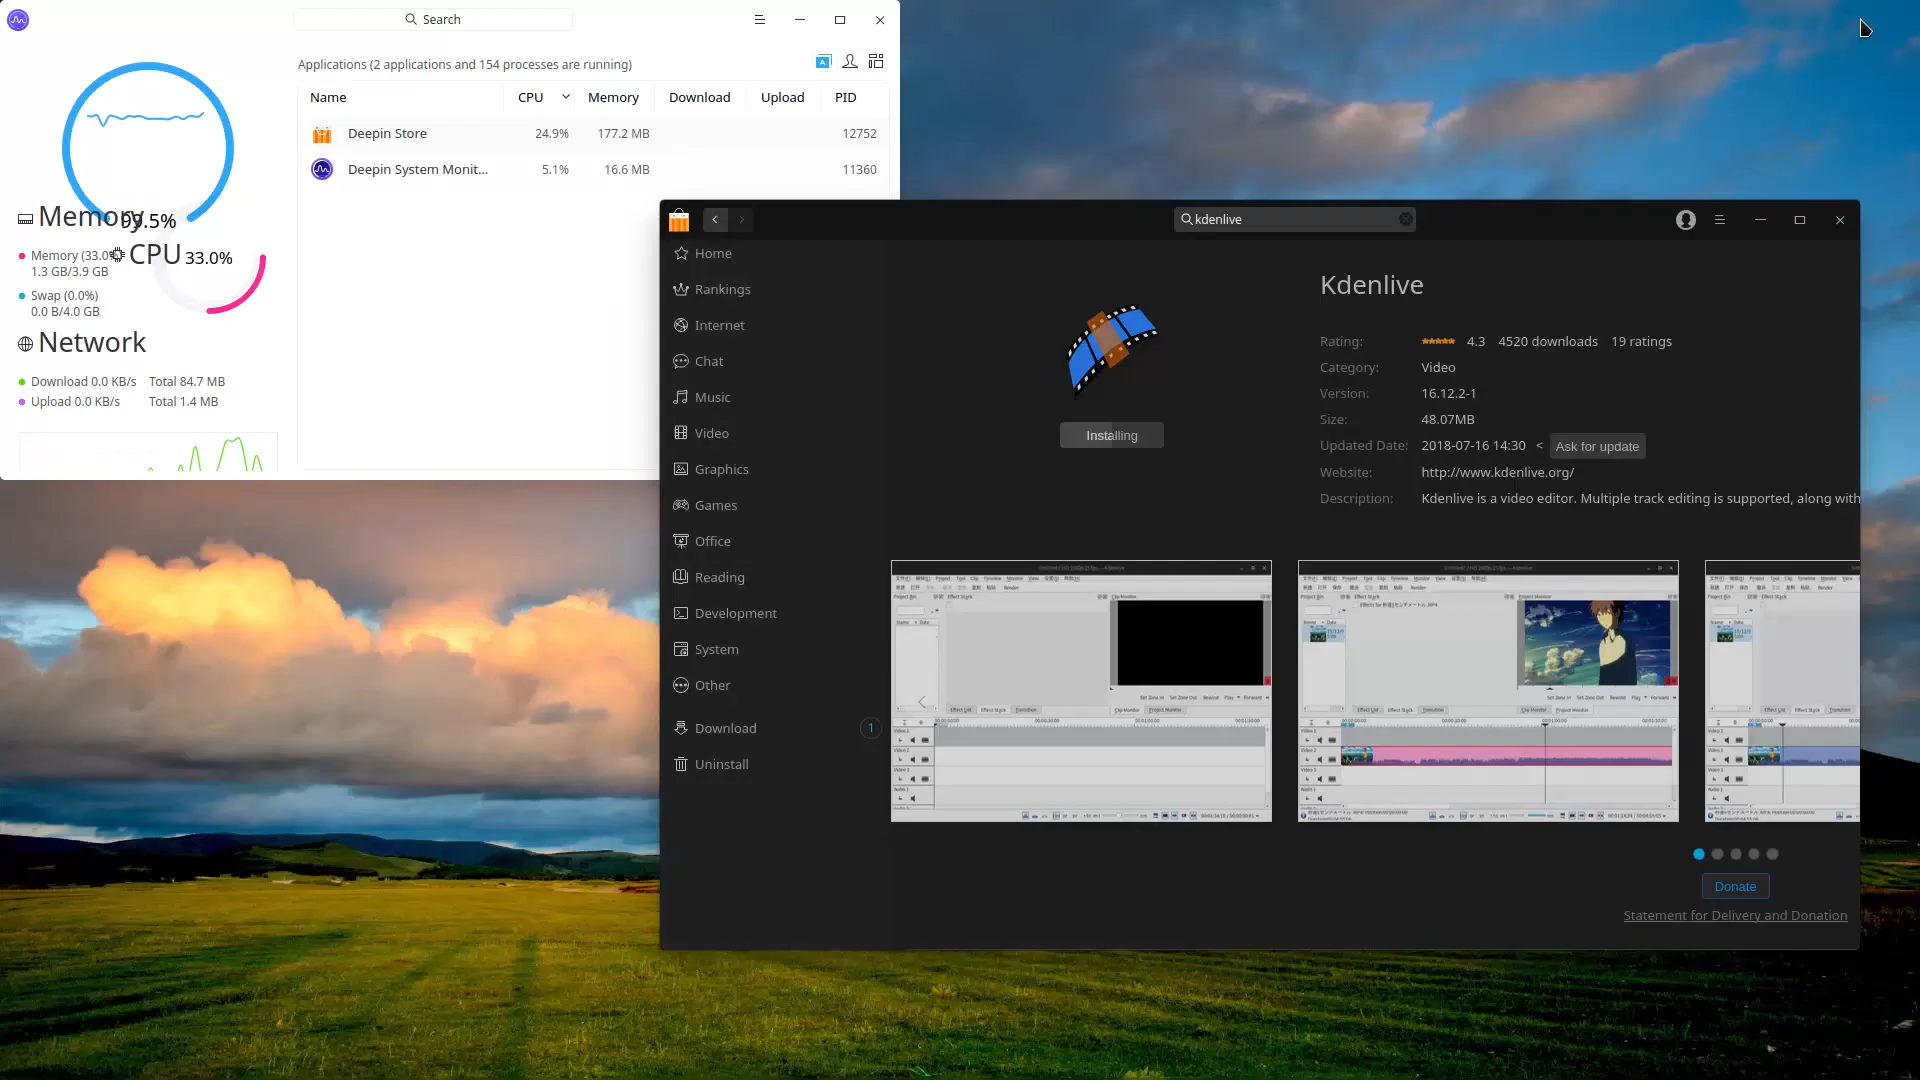 Search
Applications (2 applications and 154 processes are running)
Name CPU Memory Download Upload PID
Deepin Store 24.9% 177.2 MB 12752
Deepin System Monit... 5.1% 16.6 MB 11360
Memory 99.5%
Memory (33.0%
CPU 33.0%
1.3 GB/3.9 GB
Swap (0.0%)
0.0 B/4.0 GB
Network
Download 0.0 KB/s Total 84.7 MB
Upload 0.0 KB/s Total 1.4 MB
kdenlive
Home
Rankings
Internet
Chat
Music
Video
Graphics
Games
Office
Reading
Development
System
Other
Download 1
Uninstall
Installing
Kdenlive
Rating: 4.3 4520 downloads 19 ratings
Category: Video
Version: 16.12.2-1
Size: 48.07MB
Updated Date: 2018-07-16 14:30 < Ask for update
Website: http://www.kdenlive.org/
Description: Kdenlive is a video editor. Multiple track editing is supported, along with
Donate
Statement for Delivery and Donation